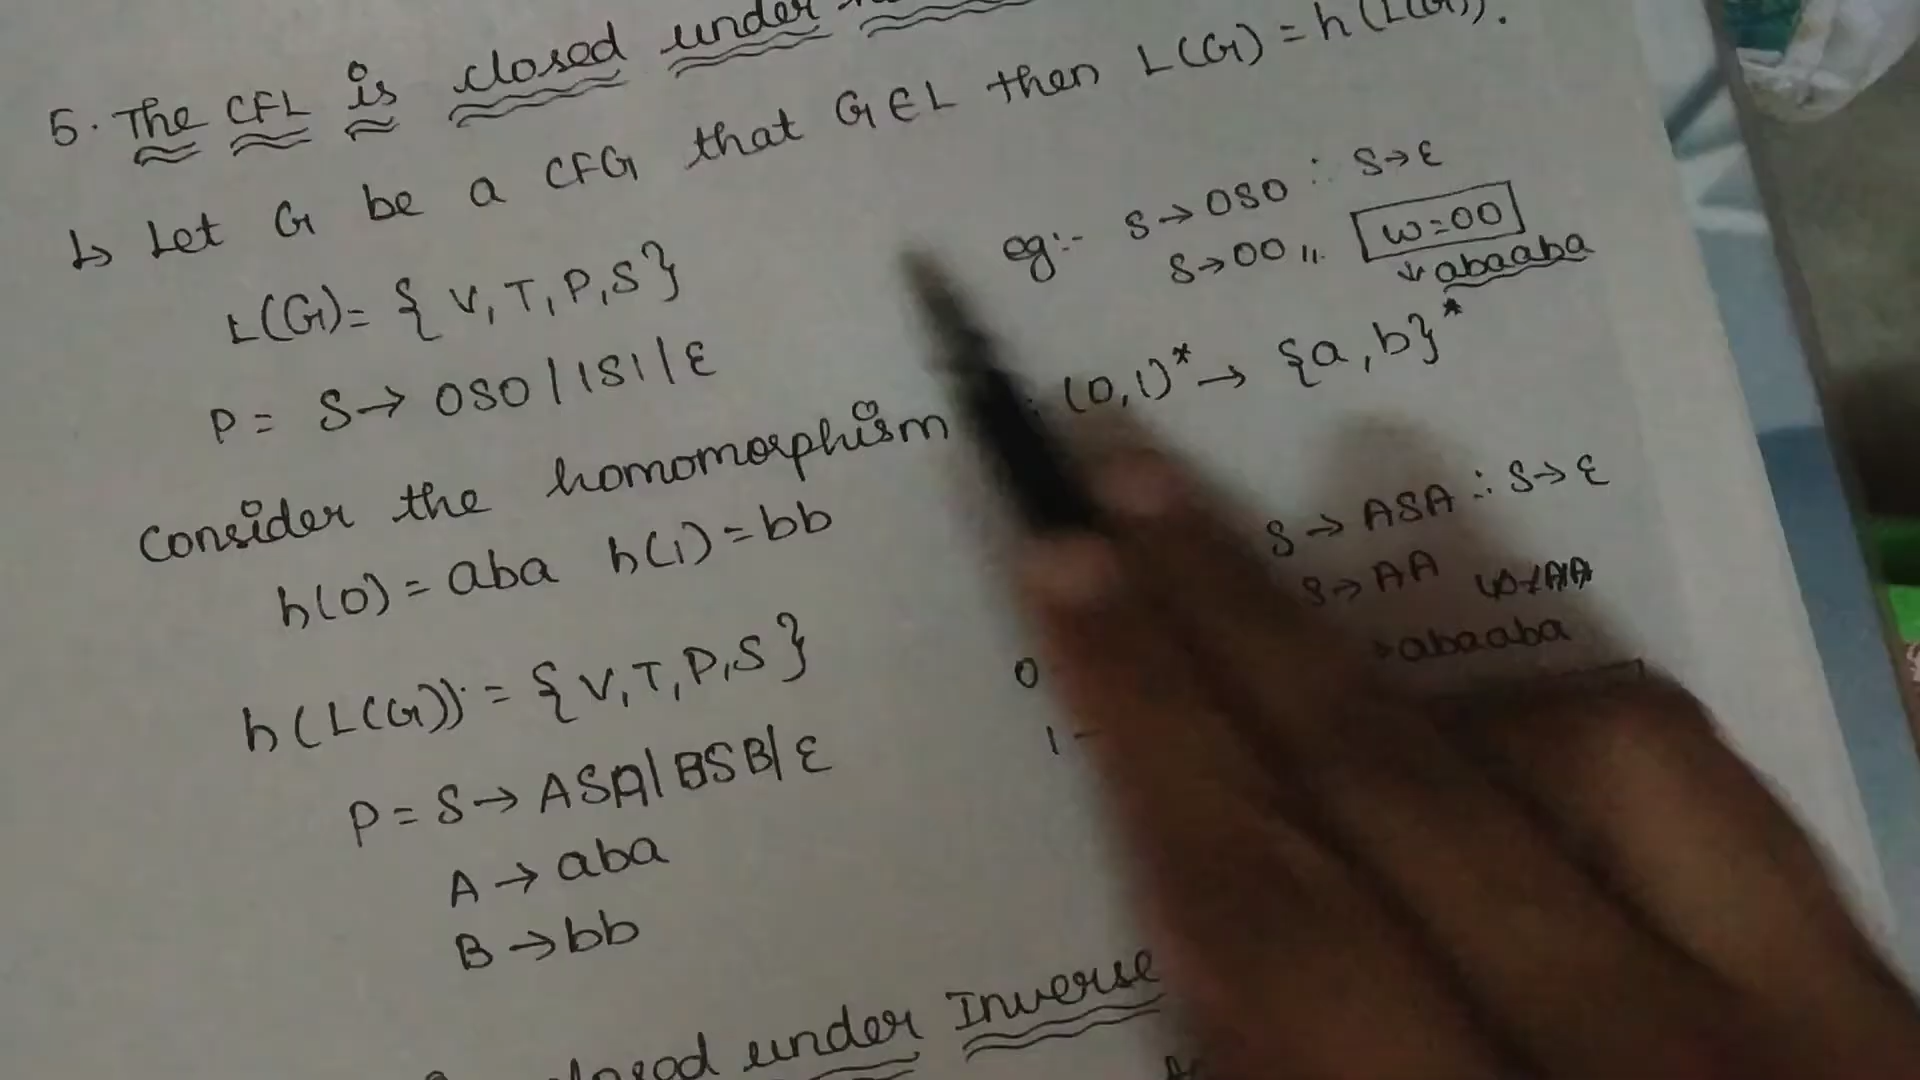 5. The CFL is closed under
↳ Let G be a CFG that G∈L then L(G) = h(L(G)).
L(G) = { V, T, P, S }
P = S → 0S0 | 1S1 | ε
eg:- S → 0S0 ∵ S → ε
S → 00 ,, w = 00
↓ abaaba
consider the homomorphism : (0,1)* → {a, b}*
h(0) = aba h(1) = bb
h(L(G)) = { V, T, P, S }
P = S → ASA | BSB | ε
A → aba
B → bb
S → ASA ∴ S → ε
S → AA
abaaba
0
1 -
closed under Inverse